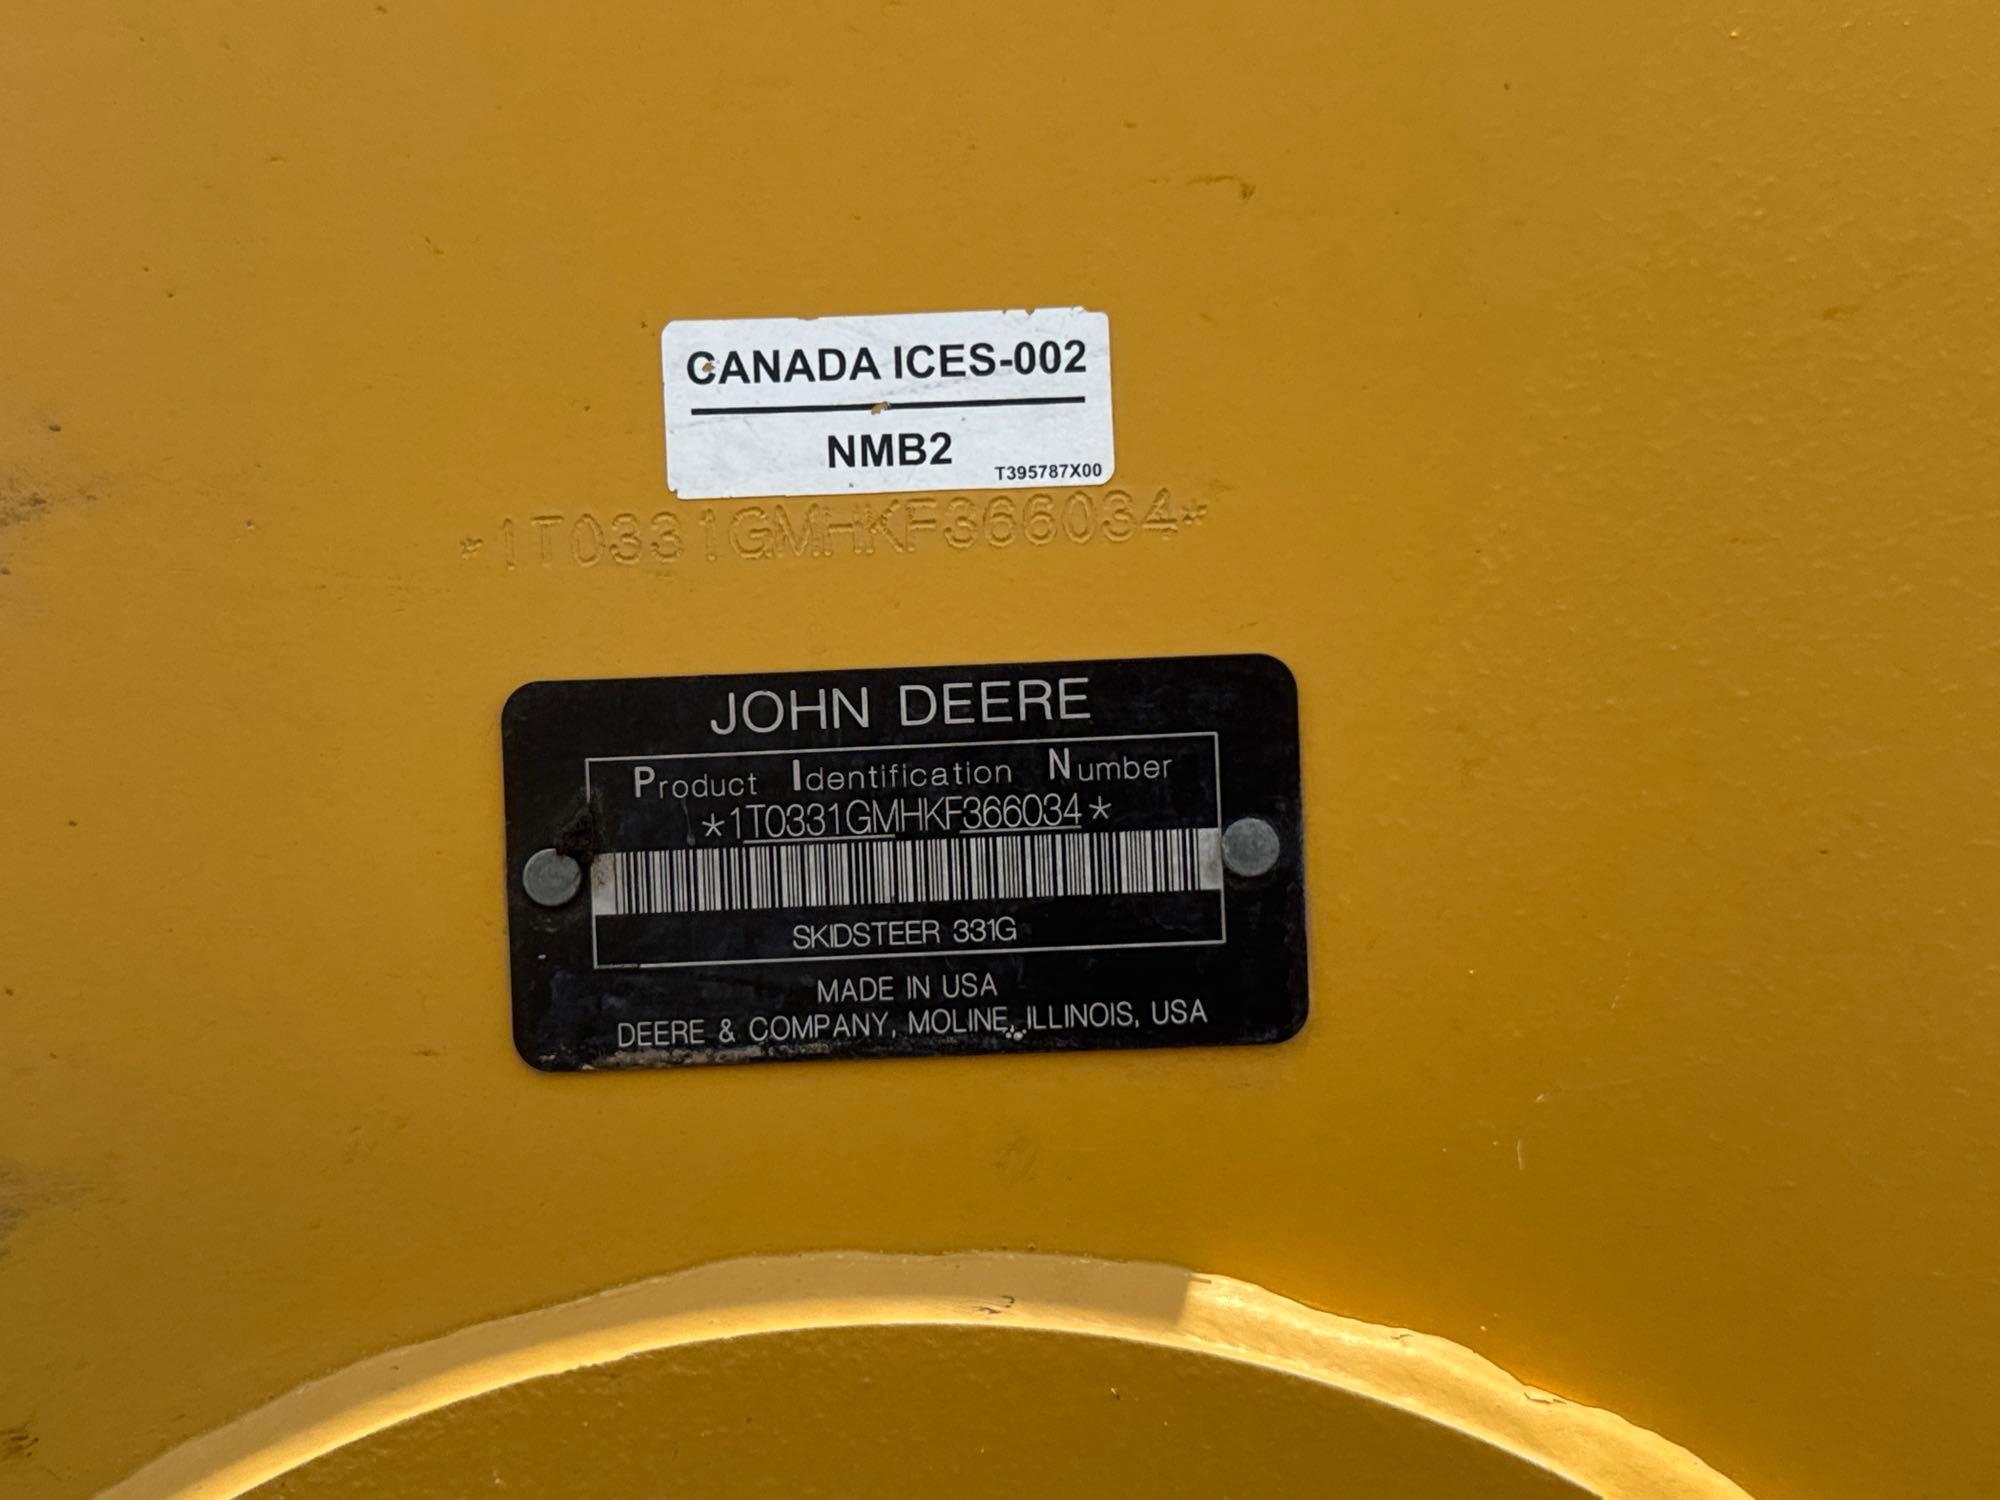 CANADA ICES-002
NMB2
T395787X00
*1T0331GMHKF366034*
JOHN DEERE
Product Identification Number
*1T0331GMHKF366034*
SKIDSTEER 331G
MADE IN USA
DEERE & COMPANY, MOLINE, ILLINOIS, USA